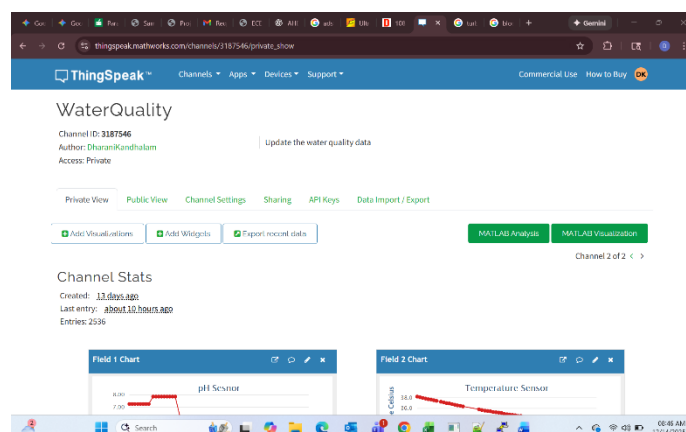 thingspeak.mathworks.com/channels/3187546/private_show
ThingSpeak™ Channels Apps Devices Support Commercial Use How to Buy DK
WaterQuality
Channel ID: 3187546
Author: DharaniKandhalam
Access: Private
Update the water quality data
Private View Public View Channel Settings Sharing API Keys Data Import / Export
Add Visualizations Add Widgets Export recent data MATLAB Analysis MATLAB Visualization
Channel 2 of 2 < >
Channel Stats
Created: 13 days ago
Last entry: about 10 hours ago
Entries: 2536
Field 1 Chart Field 2 Chart
pH Sesnor Temperature Sensor
8.00 38.0
7.00 36.0
Search 08:46 AM